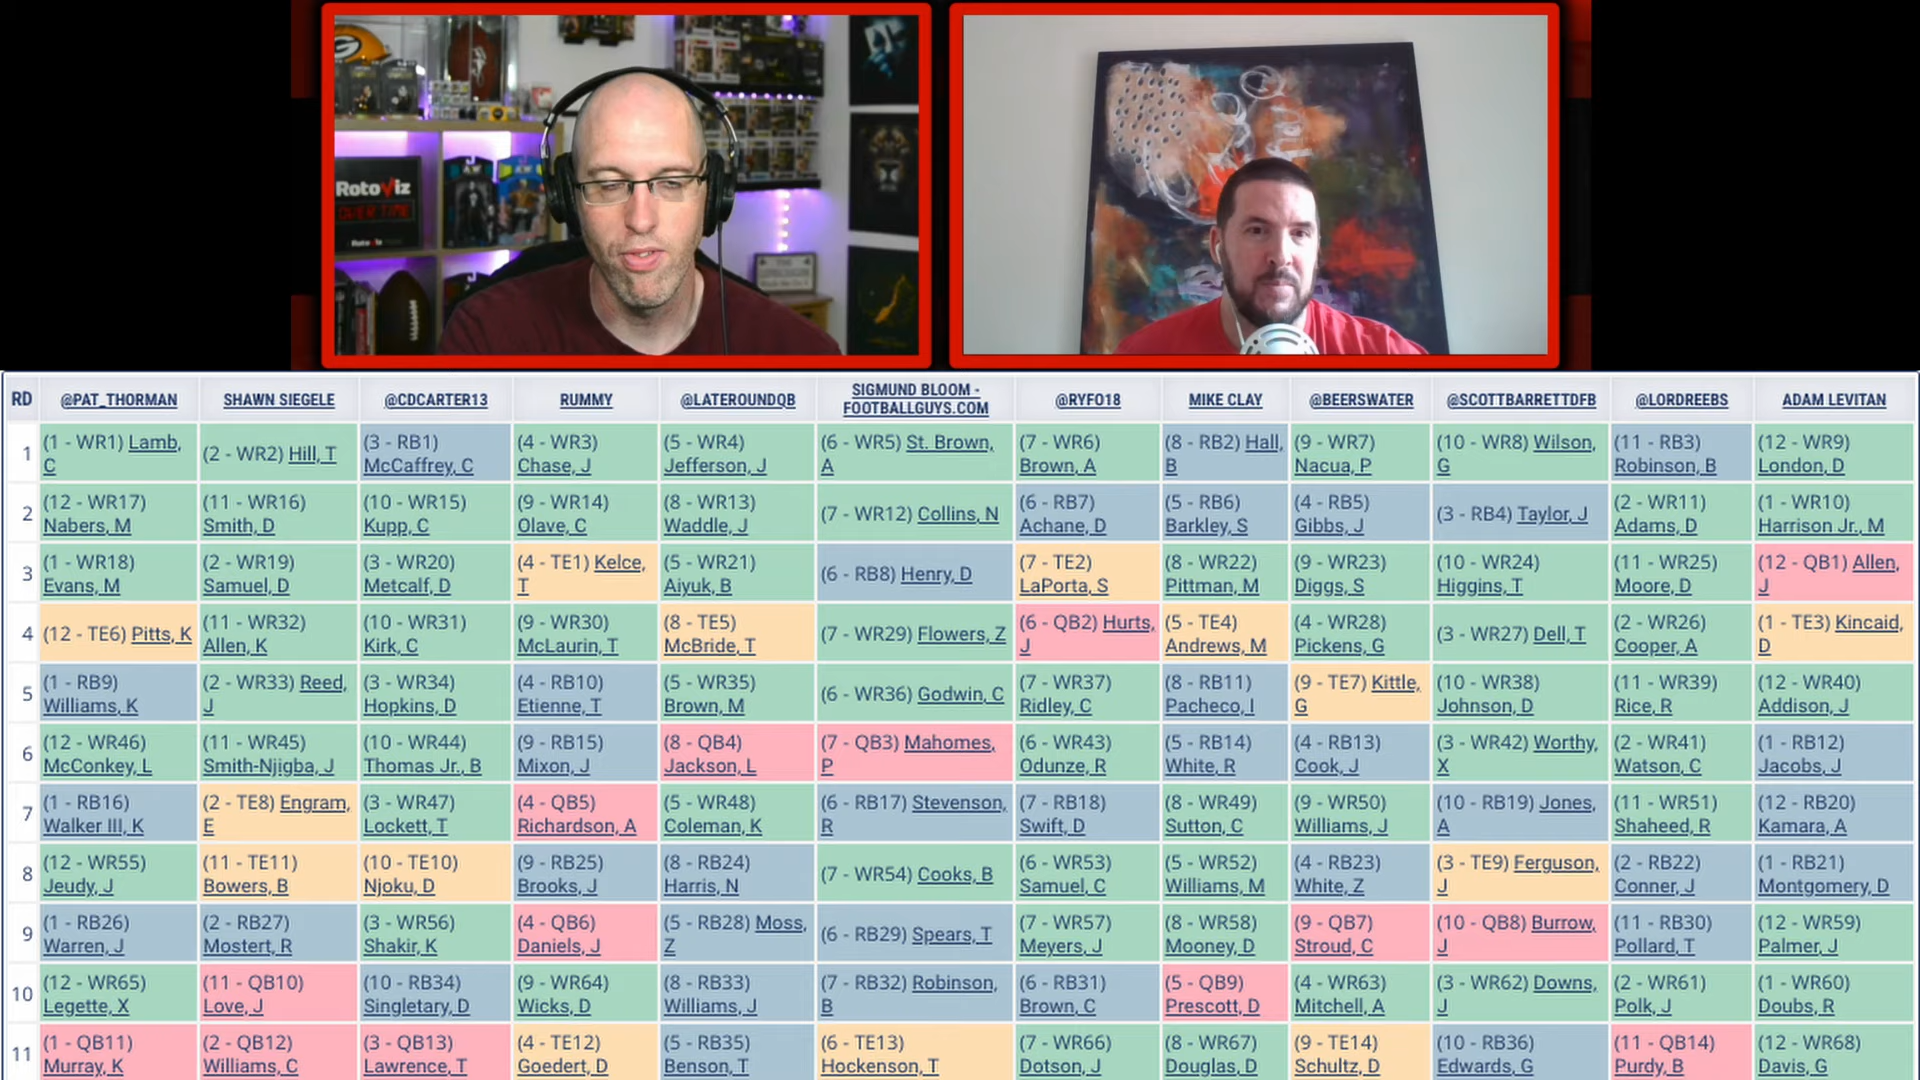 RotoViz
OVER TIME
RotoViz
RD @PAT_THORMAN SHAWN SIEGELE @CDCARTER13 RUMMY @LATEROUNDQB SIGMUND BLOOM - FOOTBALLGUYS.COM @RYFO18 MIKE CLAY @BEERSWATER @SCOTTBARRETTDFB @LORDREEBS ADAM LEVITAN
1 (1 - WR1) Lamb, C (2 - WR2) Hill, T (3 - RB1) McCaffrey, C (4 - WR3) Chase, J (5 - WR4) Jefferson, J (6 - WR5) St. Brown, A (7 - WR6) Brown, A (8 - RB2) Hall, B (9 - WR7) Nacua, P (10 - WR8) Wilson, G (11 - RB3) Robinson, B (12 - WR9) London, D
2 (12 - WR17) Nabers, M (11 - WR16) Smith, D (10 - WR15) Kupp, C (9 - WR14) Olave, C (8 - WR13) Waddle, J (7 - WR12) Collins, N (6 - RB7) Achane, D (5 - RB6) Barkley, S (4 - RB5) Gibbs, J (3 - RB4) Taylor, J (2 - WR11) Adams, D (1 - WR10) Harrison Jr., M
3 (1 - WR18) Evans, M (2 - WR19) Samuel, D (3 - WR20) Metcalf, D (4 - TE1) Kelce, T (5 - WR21) Aiyuk, B (6 - RB8) Henry, D (7 - TE2) LaPorta, S (8 - WR22) Pittman, M (9 - WR23) Diggs, S (10 - WR24) Higgins, T (11 - WR25) Moore, D (12 - QB1) Allen, J
4 (12 - TE6) Pitts, K (11 - WR32) Allen, K (10 - WR31) Kirk, C (9 - WR30) McLaurin, T (8 - TE5) McBride, T (7 - WR29) Flowers, Z (6 - QB2) Hurts, J (5 - TE4) Andrews, M (4 - WR28) Pickens, G (3 - WR27) Dell, T (2 - WR26) Cooper, A (1 - TE3) Kincaid, D
5 (1 - RB9) Williams, K (2 - WR33) Reed, J (3 - WR34) Hopkins, D (4 - RB10) Etienne, T (5 - WR35) Brown, M (6 - WR36) Godwin, C (7 - WR37) Ridley, C (8 - RB11) Pacheco, I (9 - TE7) Kittle, G (10 - WR38) Johnson, D (11 - WR39) Rice, R (12 - WR40) Addison, J
6 (12 - WR46) McConkey, L (11 - WR45) Smith-Njigba, J (10 - WR44) Thomas Jr., B (9 - RB15) Mixon, J (8 - QB4) Jackson, L (7 - QB3) Mahomes, P (6 - WR43) Odunze, R (5 - RB14) White, R (4 - RB13) Cook, J (3 - WR42) Worthy, X (2 - WR41) Watson, C (1 - RB12) Jacobs, J
7 (1 - RB16) Walker III, K (2 - TE8) Engram, E (3 - WR47) Lockett, T (4 - QB5) Richardson, A (5 - WR48) Coleman, K (6 - RB17) Stevenson, R (7 - RB18) Swift, D (8 - WR49) Sutton, C (9 - WR50) Williams, J (10 - RB19) Jones, A (11 - WR51) Shaheed, R (12 - RB20) Kamara, A
8 (12 - WR55) Jeudy, J (11 - TE11) Bowers, B (10 - TE10) Njoku, D (9 - RB25) Brooks, J (8 - RB24) Harris, N (7 - WR54) Cooks, B (6 - WR53) Samuel, C (5 - WR52) Williams, M (4 - RB23) White, Z (3 - TE9) Ferguson, J (2 - RB22) Conner, J (1 - RB21) Montgomery, D
9 (1 - RB26) Warren, J (2 - RB27) Mostert, R (3 - WR56) Shakir, K (4 - QB6) Daniels, J (5 - RB28) Moss, Z (6 - RB29) Spears, T (7 - WR57) Meyers, J (8 - WR58) Mooney, D (9 - QB7) Stroud, C (10 - QB8) Burrow, J (11 - RB30) Pollard, T (12 - WR59) Palmer, J
10 (12 - WR65) Legette, X (11 - QB10) Love, J (10 - RB34) Singletary, D (9 - WR64) Wicks, D (8 - RB33) Williams, J (7 - RB32) Robinson, B (6 - RB31) Brown, C (5 - QB9) Prescott, D (4 - WR63) Mitchell, A (3 - WR62) Downs, J (2 - WR61) Polk, J (1 - WR60) Doubs, R
11 (1 - QB11) Murray, K (2 - QB12) Williams, C (3 - QB13) Lawrence, T (4 - TE12) Goedert, D (5 - RB35) Benson, T (6 - TE13) Hockenson, T (7 - WR66) Dotson, J (8 - WR67) Douglas, D (9 - TE14) Schultz, D (10 - RB36) Edwards, G (11 - QB14) Purdy, B (12 - WR68) Davis, G